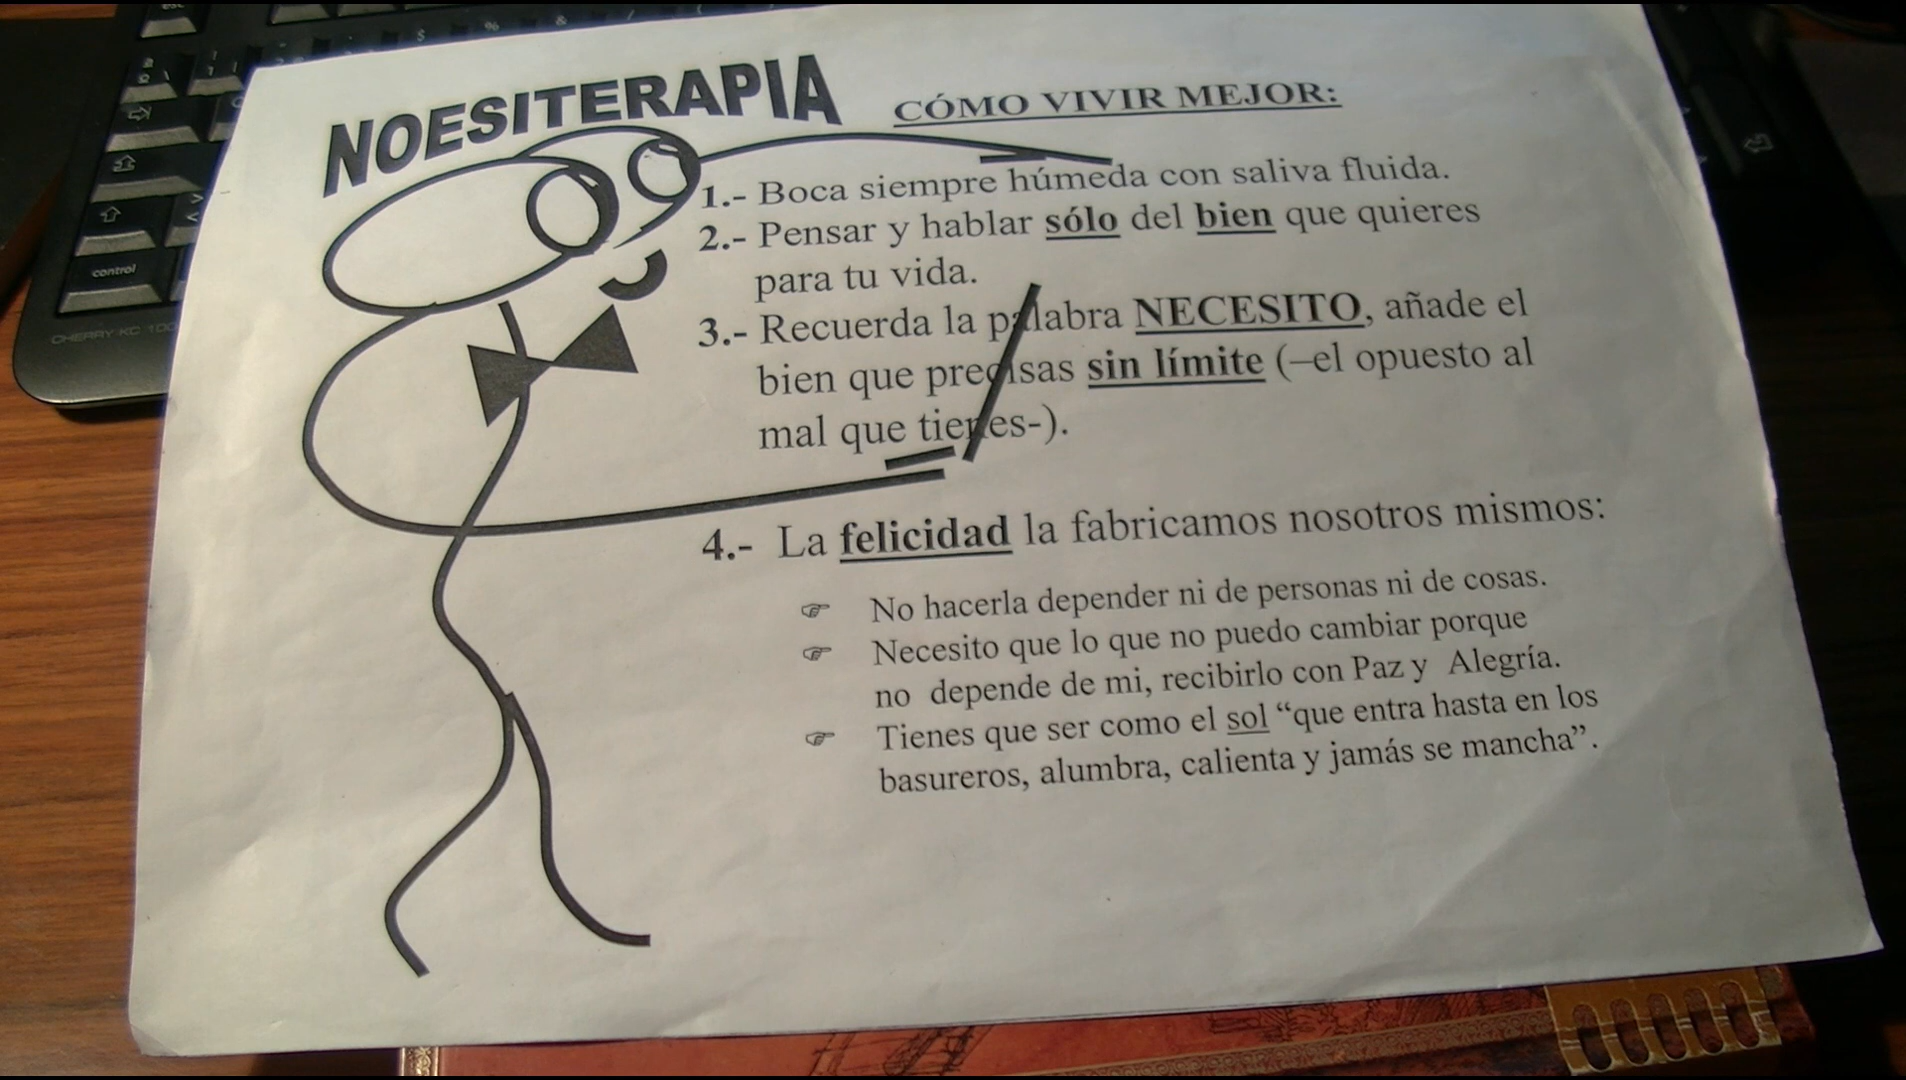 NOESITERAPIA
CÓMO VIVIR MEJOR:
1.- Boca siempre húmeda con saliva fluida.
2.- Pensar y hablar sólo del bien que quieres
para tu vida.
3.- Recuerda la palabra NECESITO, añade el
bien que precisas sin límite (–el opuesto al
mal que tienes-).
4.- La felicidad la fabricamos nosotros mismos:
No hacerla depender ni de personas ni de cosas.
Necesito que lo que no puedo cambiar porque
no depende de mi, recibirlo con Paz y Alegría.
Tienes que ser como el sol “que entra hasta en los
basureros, alumbra, calienta y jamás se mancha”.
control